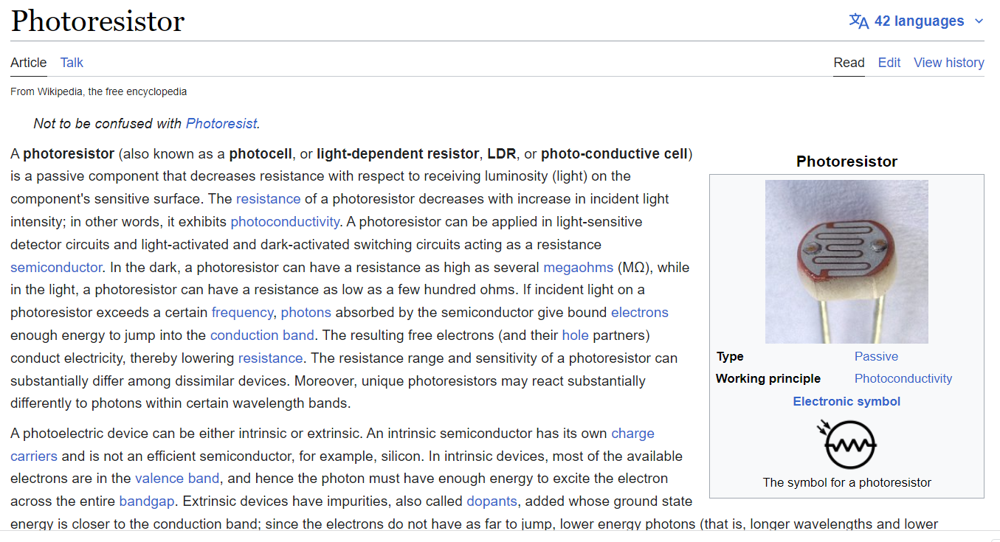 Photoresistor
42 languages
Article Talk
Read Edit View history
From Wikipedia, the free encyclopedia
Not to be confused with Photoresist.
A photoresistor (also known as a photocell, or light-dependent resistor, LDR, or photo-conductive cell)
is a passive component that decreases resistance with respect to receiving luminosity (light) on the
component's sensitive surface. The resistance of a photoresistor decreases with increase in incident light
intensity; in other words, it exhibits photoconductivity. A photoresistor can be applied in light-sensitive
detector circuits and light-activated and dark-activated switching circuits acting as a resistance
semiconductor. In the dark, a photoresistor can have a resistance as high as several megaohms (MΩ), while
in the light, a photoresistor can have a resistance as low as a few hundred ohms. If incident light on a
photoresistor exceeds a certain frequency, photons absorbed by the semiconductor give bound electrons
enough energy to jump into the conduction band. The resulting free electrons (and their hole partners)
conduct electricity, thereby lowering resistance. The resistance range and sensitivity of a photoresistor can
substantially differ among dissimilar devices. Moreover, unique photoresistors may react substantially
differently to photons within certain wavelength bands.
A photoelectric device can be either intrinsic or extrinsic. An intrinsic semiconductor has its own charge
carriers and is not an efficient semiconductor, for example, silicon. In intrinsic devices, most of the available
electrons are in the valence band, and hence the photon must have enough energy to excite the electron
across the entire bandgap. Extrinsic devices have impurities, also called dopants, added whose ground state
energy is closer to the conduction band; since the electrons do not have as far to jump, lower energy photons (that is, longer wavelengths and lower
Photoresistor
Type Passive
Working principle Photoconductivity
Electronic symbol
The symbol for a photoresistor